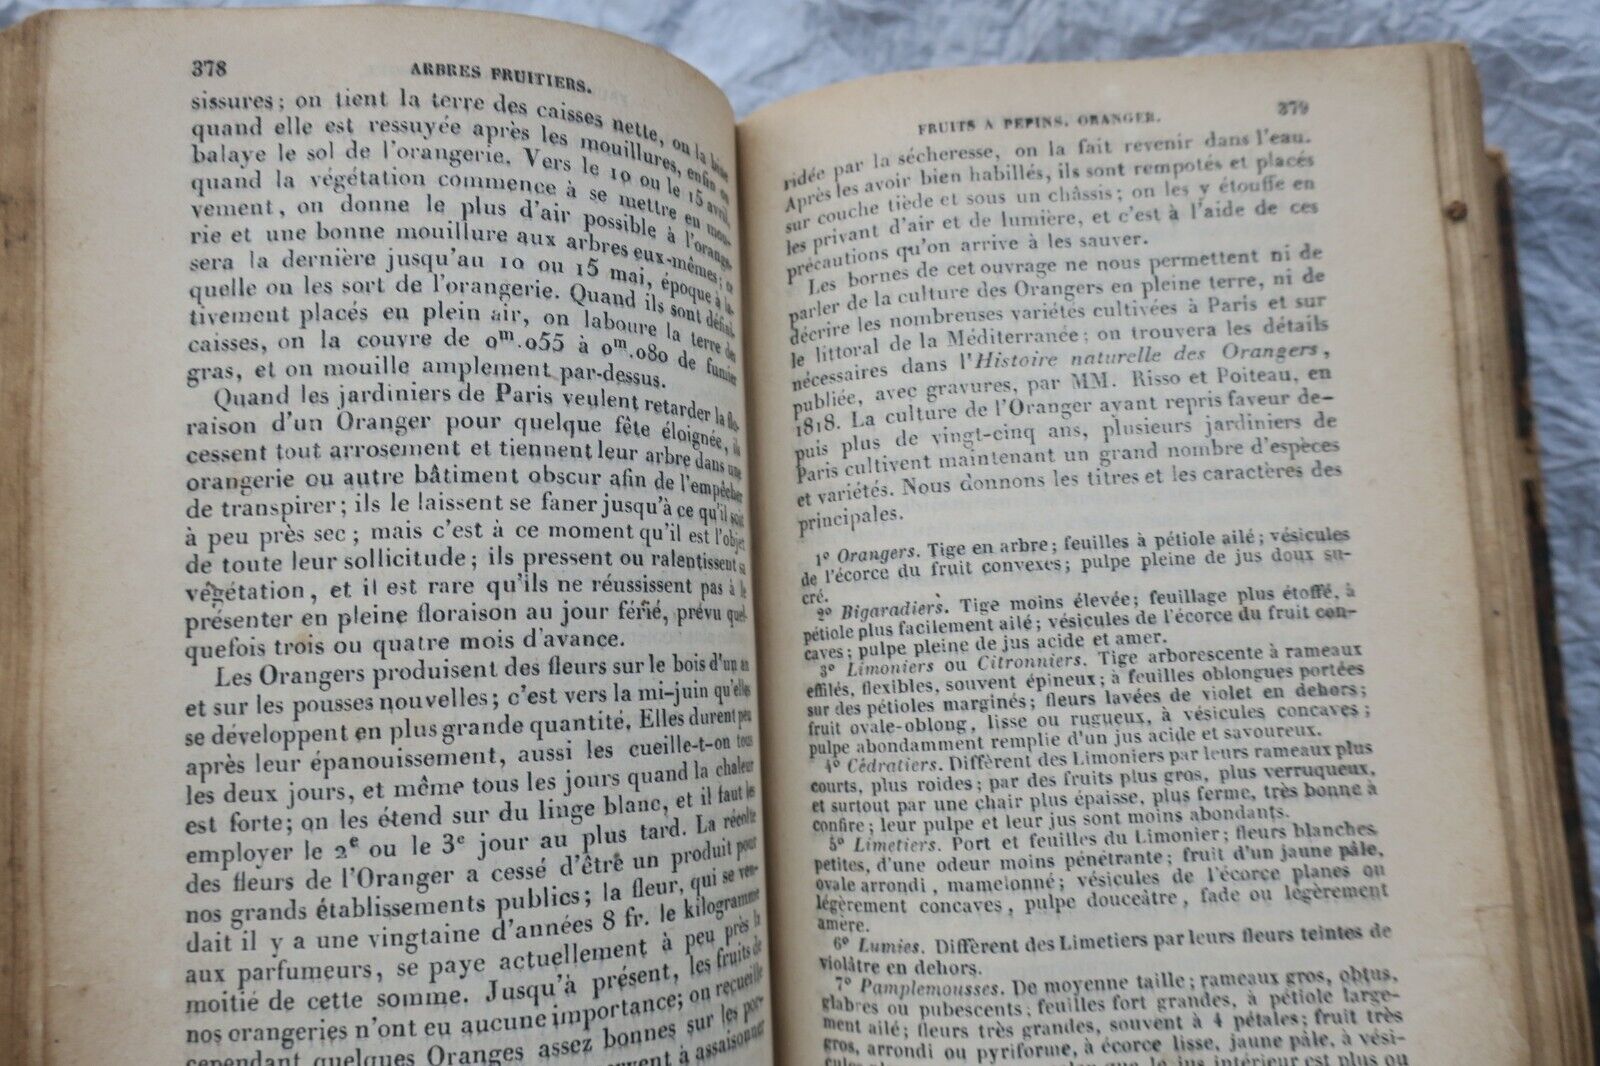 378 ARBRES FRUITIERS.
sissures; on tient la terre des caisses nette, ou la bine
quand elle est ressuyée après les mouillures, enfin on
balaye le sol de l'orangerie. Vers le 10 ou le 15 avril,
quand la végétation commence à se mettre en mou-
vement, on donne le plus d'air possible à l'orange-
rie et une bonne mouillure aux arbres eux-mêmes; ce
sera la dernière jusqu'au 10 ou 15 mai, époque à la-
quelle on les sort de l'orangerie. Quand ils sont défini-
tivement placés en plein air, on laboure la terre des
caisses, on la couvre de 0m.055 à 0m.080 de fumier
gras, et on mouille amplement par-dessus.
Quand les jardiniers de Paris veulent retarder la flo-
raison d'un Oranger pour quelque fête éloignée, ils
cessent tout arrosement et tiennent leur arbre dans une
orangerie ou autre bâtiment obscur afin de l'empêcher
de transpirer; ils le laissent se faner jusqu'à ce qu'il soit
à peu près sec; mais c'est à ce moment qu'il est l'objet
de toute leur sollicitude; ils pressent ou ralentissent sa
végétation, et il est rare qu'ils ne réussissent pas à le
présenter en pleine floraison au jour férié, prévu quel-
quefois trois ou quatre mois d'avance.
Les Orangers produisent des fleurs sur le bois d'un an
et sur les pousses nouvelles; c'est vers la mi-juin qu'elles
se développent en plus grande quantité. Elles durent peu
après leur épanouissement, aussi les cueille-t-on tous
les deux jours, et même tous les jours quand la chaleur
est forte; on les étend sur du linge blanc, et il faut les
employer le 2e ou le 3e jour au plus tard. La récolte
des fleurs de l'Oranger a cessé d'être un produit pour
nos grands établissements publics; la fleur, qui se ven-
dait il y a une vingtaine d'années 8 fr. le kilogramme
aux parfumeurs, se paye actuellement à peu près la
moitié de cette somme. Jusqu'à présent, les fruits de
nos orangeries n'ont eu aucune importance; on recueille
cependant quelques Oranges assez bonnes sur les
à assaisonner
FRUITS A PEPINS. ORANGER. 379
ridée par la sécheresse, on la fait revenir dans l'eau.
Après les avoir bien habillés, ils sont rempotés et placés
sur couche tiède et sous un châssis; on les y étouffe en
les privant d'air et de lumière, et c'est à l'aide de ces
précautions qu'on arrive à les sauver.
Les bornes de cet ouvrage ne nous permettent ni de
parler de la culture des Orangers en pleine terre, ni de
décrire les nombreuses variétés cultivées à Paris et sur
le littoral de la Méditerranée; on trouvera les détails
nécessaires dans l'Histoire naturelle des Orangers,
publiée, avec gravures, par MM. Risso et Poiteau, en
1818. La culture de l'Oranger ayant repris faveur de-
puis plus de vingt-cinq ans, plusieurs jardiniers de
Paris cultivent maintenant un grand nombre d'espèces
et variétés. Nous donnons les titres et les caractères des
principales.
1° Orangers. Tige en arbre; feuilles à pétiole ailé; vésicules
de l'écorce du fruit convexes; pulpe pleine de jus doux su-
cré.
2° Bigaradiers. Tige moins élevée; feuillage plus étoffé, à
pétiole plus facilement ailé; vésicules de l'écorce du fruit con-
caves; pulpe pleine de jus acide et amer.
3° Limoniers ou Citronniers. Tige arborescente à rameaux
effilés, flexibles, souvent épineux; à feuilles oblongues portées
sur des pétioles marginés; fleurs lavées de violet en dehors;
fruit ovale-oblong, lisse ou rugueux, à vésicules concaves;
pulpe abondamment remplie d'un jus acide et savoureux.
4° Cédratiers. Diffèrent des Limoniers par leurs rameaux plus
courts, plus roides; par des fruits plus gros, plus verruqueux,
et surtout par une chair plus épaisse, plus ferme, très bonne à
confire; leur pulpe et leur jus sont moins abondants.
5° Limetiers. Port et feuilles du Limonier; fleurs blanches,
petites, d'une odeur moins pénétrante; fruit d'un jaune pâle,
ovale arrondi, mamelonné; vésicules de l'écorce planes ou
légèrement concaves, pulpe douceâtre, fade ou légèrement
amère.
6° Lumies. Diffèrent des Limetiers par leurs fleurs teintes de
violâtre en dehors.
7° Pamplemousses. De moyenne taille; rameaux gros, obtus,
glabres ou pubescents; feuilles fort grandes, à pétiole large-
ment ailé; fleurs très grandes, souvent à 4 pétales; fruit très
gros, arrondi ou pyriforme, à écorce lisse, jaune pâle, à vési-
que le jus intérieur est plus ou